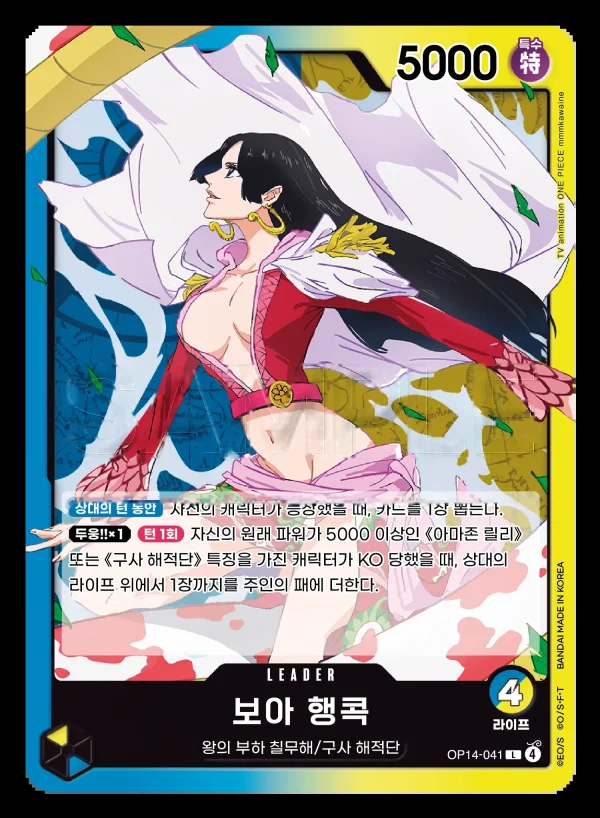 5000
특수
特
TV animation ONE PIECE mmmkawaine
SAMPLE
상대의 턴 동안 자신의 캐릭터가 등장했을 때, 카드를 1장 뽑는다.
두웅!!×1 턴 1회 자신의 원래 파워가 5000 이상인 《아마존 릴리》
또는 《구사 해적단》 특징을 가진 캐릭터가 KO 당했을 때, 상대의
라이프 위에서 1장까지를 주인의 패에 더한다.
LEADER
보아 행콕
왕의 부하 칠무해/구사 해적단
4
라이프
OP14-041 L 4
©EO/S ©O/S·F·T BANDAI MADE IN KOREA